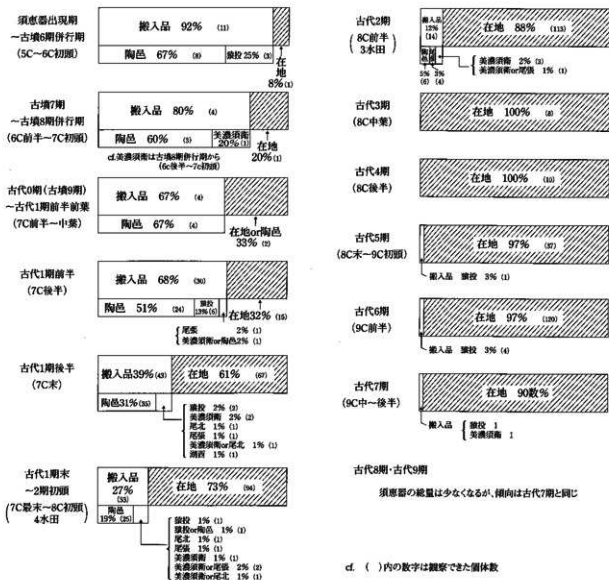 須恵器出現期
～古墳6期併行期
(5C～6C初頭)
搬入品 92% (11)
陶邑 67% (8)
猿投25% (3)
在地
8% (1)
古墳7期
～古墳8期併行期
(6C前半～7C初頭)
搬入品 80% (4)
陶邑 60% (3)
美濃須衛
20% (1)
在地
20% (1)
cf.美濃須衛は古墳8期併行期から
(6c後半～7c初頭)
古代0期(古墳9期)
～古代1期前半前葉
(7C前半～中葉)
搬入品 67% (4)
陶邑 67% (4)
在地or陶邑
33% (2)
古代1期前半
(7C後半)
搬入品 68%
陶邑 51% (24)
猿投
13% (6)
在地32% (15)
尾張 2% (1)
美濃須衛or陶邑2% (1)
古代1期後半
(7C末)
搬入品39% (43)
在地 61% (67)
陶邑31% (35)
猿投 2% (2)
美濃須衛 2% (2)
尾北 1% (1)
尾張 1% (1)
美濃須衛or尾北 1% (1)
湖西 1% (1)
古代1期末
～2期初頭
(7C最末～8C初頭)
4水田
搬入品
27%
(33)
在地 73% (94)
陶邑
19% (25)
猿投 1% (1)
猿投or陶邑 1% (1)
尾北 1% (1)
尾張 1% (1)
美濃須衛 1% (1)
美濃須衛or尾張 2% (2)
美濃須衛or尾北 1% (1)
古代2期
(8C前半)
3水田
搬入品
12%
(14)
在地 88% (113)
陶邑
5%
(6)
3%
(4)
美濃須衛 2% (3)
美濃須衛or尾張 1% (1)
古代3期
(8C中葉)
在地 100% (8)
古代4期
(8C後半)
在地 100% (10)
古代5期
(8C末～9C初頭)
在地 97% (37)
搬入品 猿投 3% (1)
古代6期
(9C前半)
在地 97% (120)
搬入品 猿投 3% (4)
古代7期
(9C中～後半)
在地 90数%
搬入品
猿投 1
美濃須衛 1
古代8期・古代9期
須恵器の総量は少なくなるが、傾向は古代7期と同じ
cf. ( )内の数字は観察できた個体数